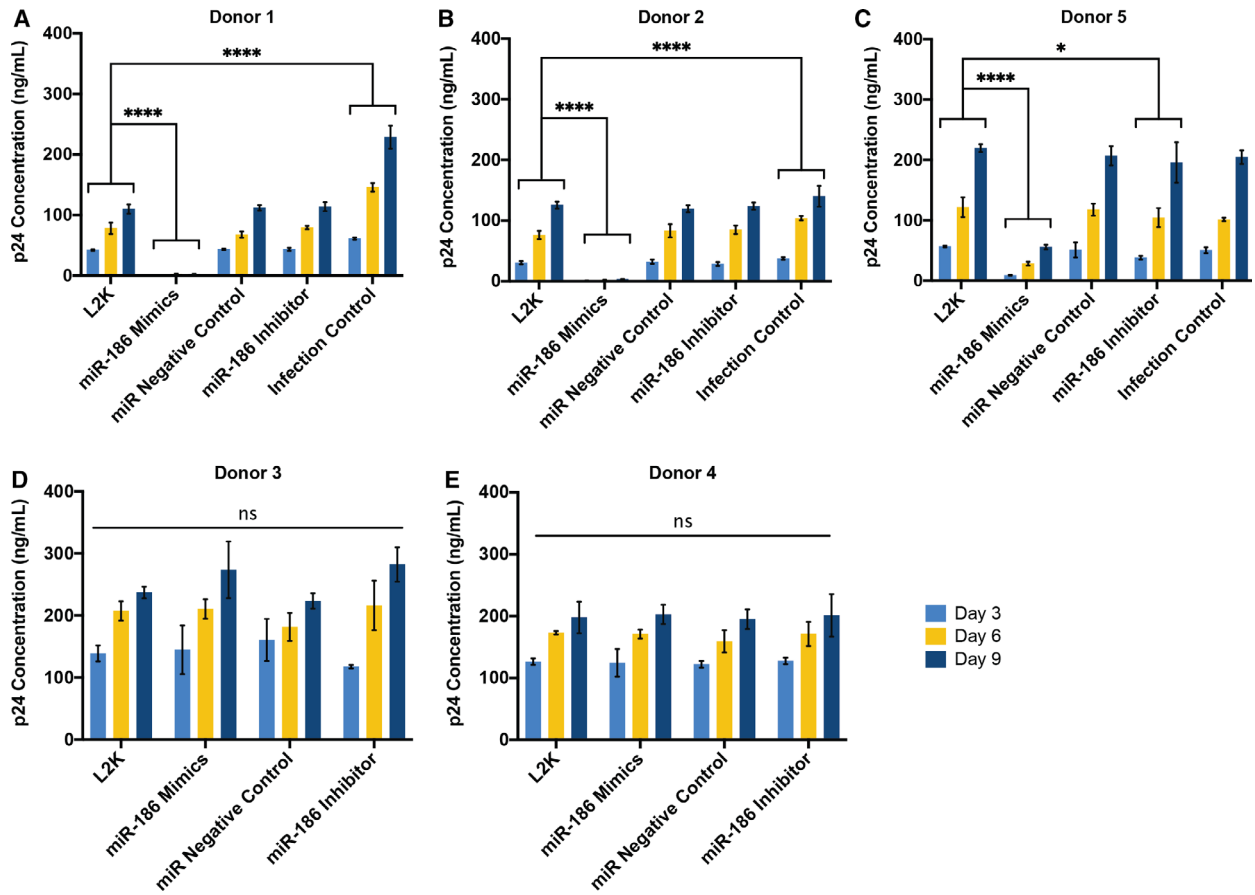 A
Donor 1
p24 Concentration (ng/mL)
400
300
200
100
0
****
****
L2K
miR-186 Mimics
miR Negative Control
miR-186 Inhibitor
Infection Control
B
Donor 2
p24 Concentration (ng/mL)
400
300
200
100
0
****
****
L2K
miR-186 Mimics
miR Negative Control
miR-186 Inhibitor
Infection Control
C
Donor 5
p24 Concentration (ng/mL)
400
300
200
100
0
*
****
L2K
miR-186 Mimics
miR Negative Control
miR-186 Inhibitor
Infection Control
D
Donor 3
p24 Concentration (ng/mL)
400
300
200
100
0
ns
L2K
miR-186 Mimics
miR Negative Control
miR-186 Inhibitor
E
Donor 4
p24 Concentration (ng/mL)
400
300
200
100
0
ns
L2K
miR-186 Mimics
miR Negative Control
miR-186 Inhibitor
Day 3
Day 6
Day 9